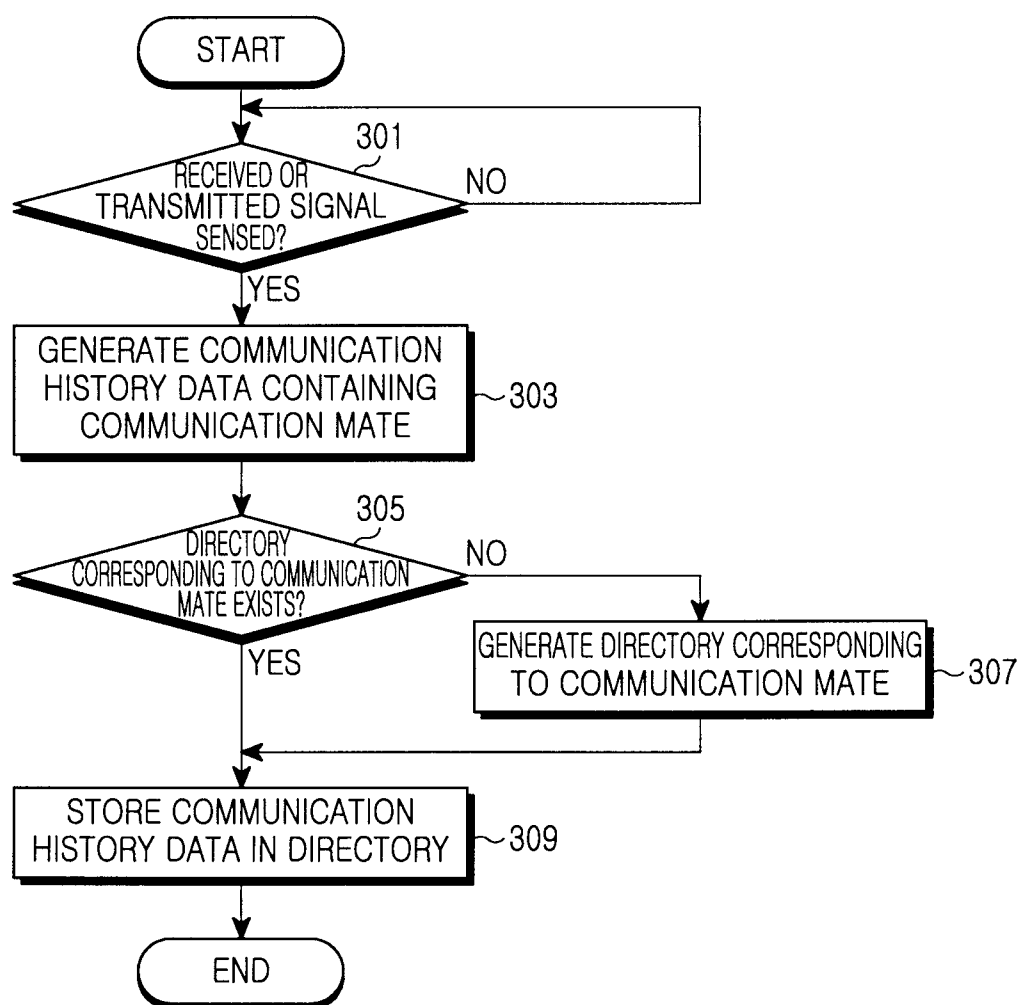 START
301
RECEIVED OR
TRANSMITTED SIGNAL
SENSED?
NO
YES
GENERATE COMMUNICATION
HISTORY DATA CONTAINING
COMMUNICATION MATE
303
305
DIRECTORY
CORRESPONDING TO COMMUNICATION
MATE EXISTS?
NO
YES
GENERATE DIRECTORY CORRESPONDING
TO COMMUNICATION MATE
307
STORE COMMUNICATION
HISTORY DATA IN DIRECTORY
309
END